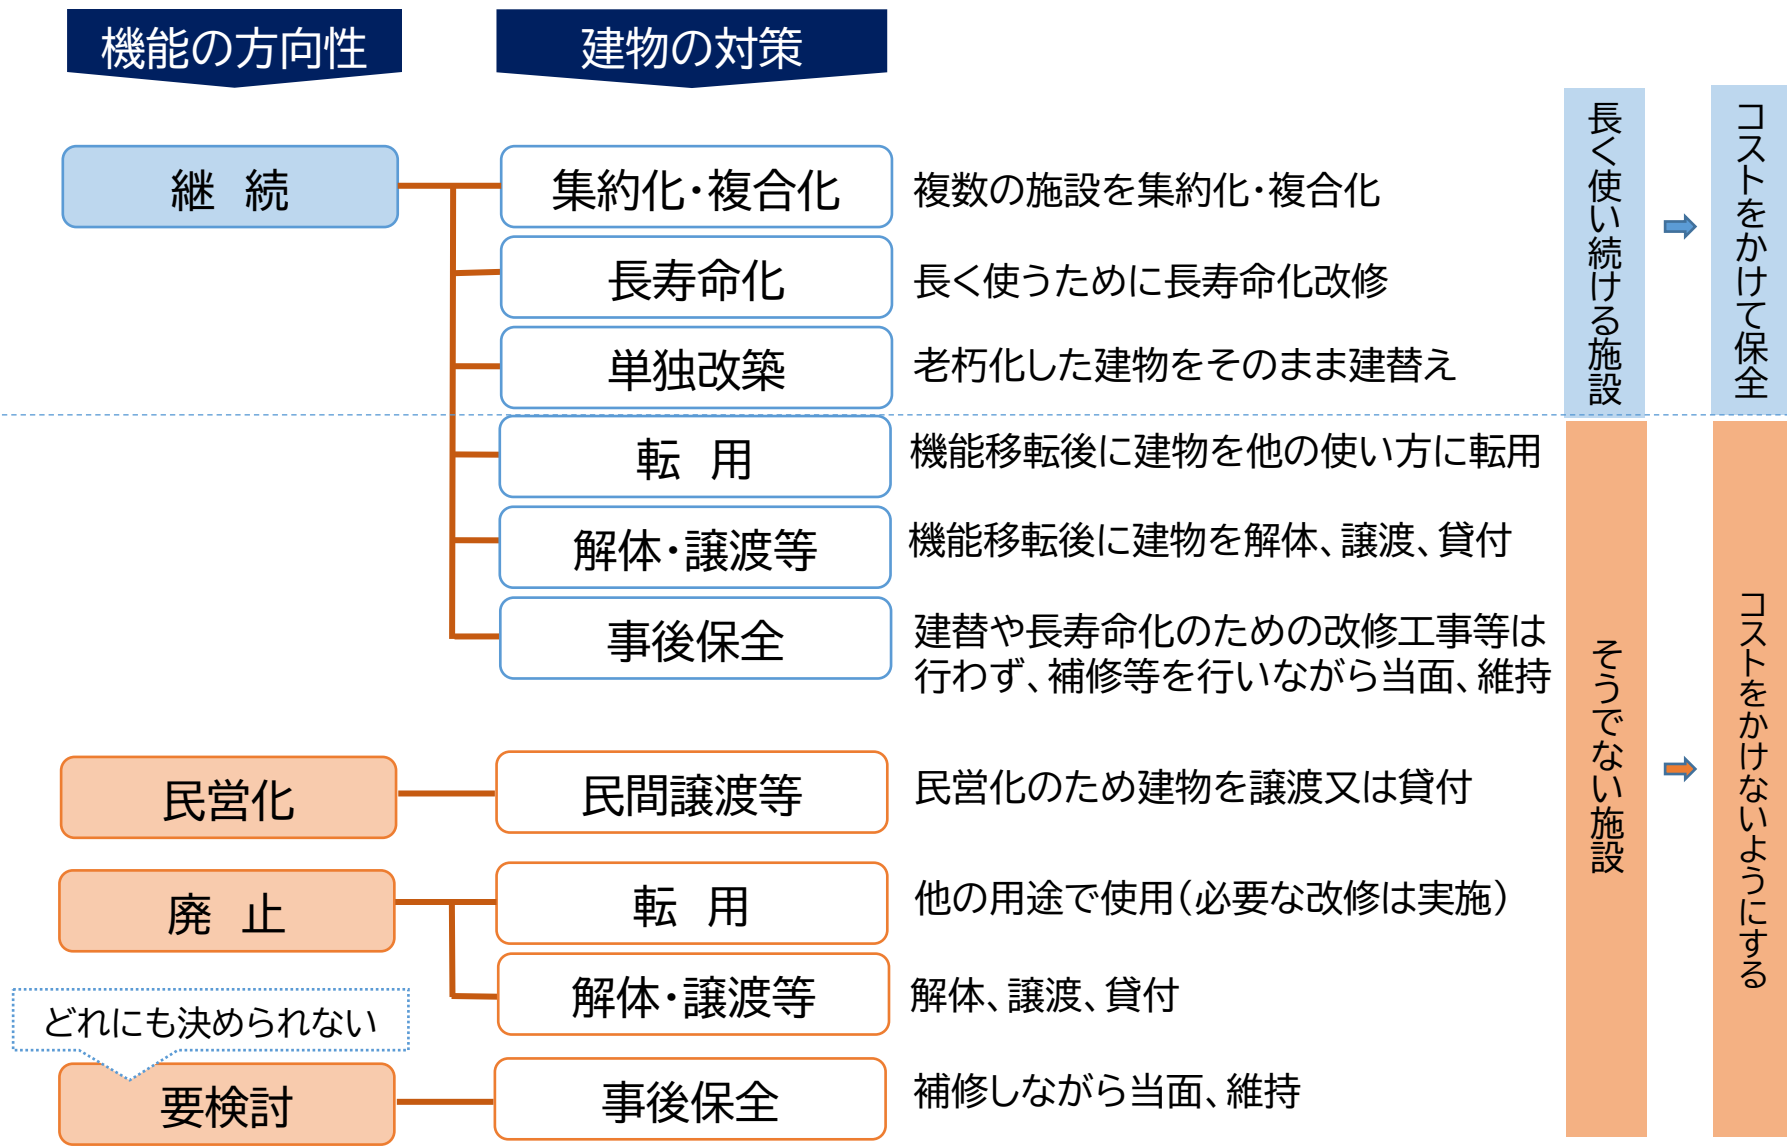 機能の方向性
建物の対策
継　続
集約化・複合化
複数の施設を集約化・複合化
長寿命化
長く使うために長寿命化改修
単独改築
老朽化した建物をそのまま建替え
転　用
機能移転後に建物を他の使い方に転用
解体・譲渡等
機能移転後に建物を解体、譲渡、貸付
事後保全
建替や長寿命化のための改修工事等は
行わず、補修等を行いながら当面、維持
民営化
民間譲渡等
民営化のため建物を譲渡又は貸付
廃　止
転　用
他の用途で使用（必要な改修は実施）
解体・譲渡等
解体、譲渡、貸付
どれにも決められない
要検討
事後保全
補修しながら当面、維持
長く使い続ける施設
コストをかけて保全
そうでない施設
コストをかけないようにする